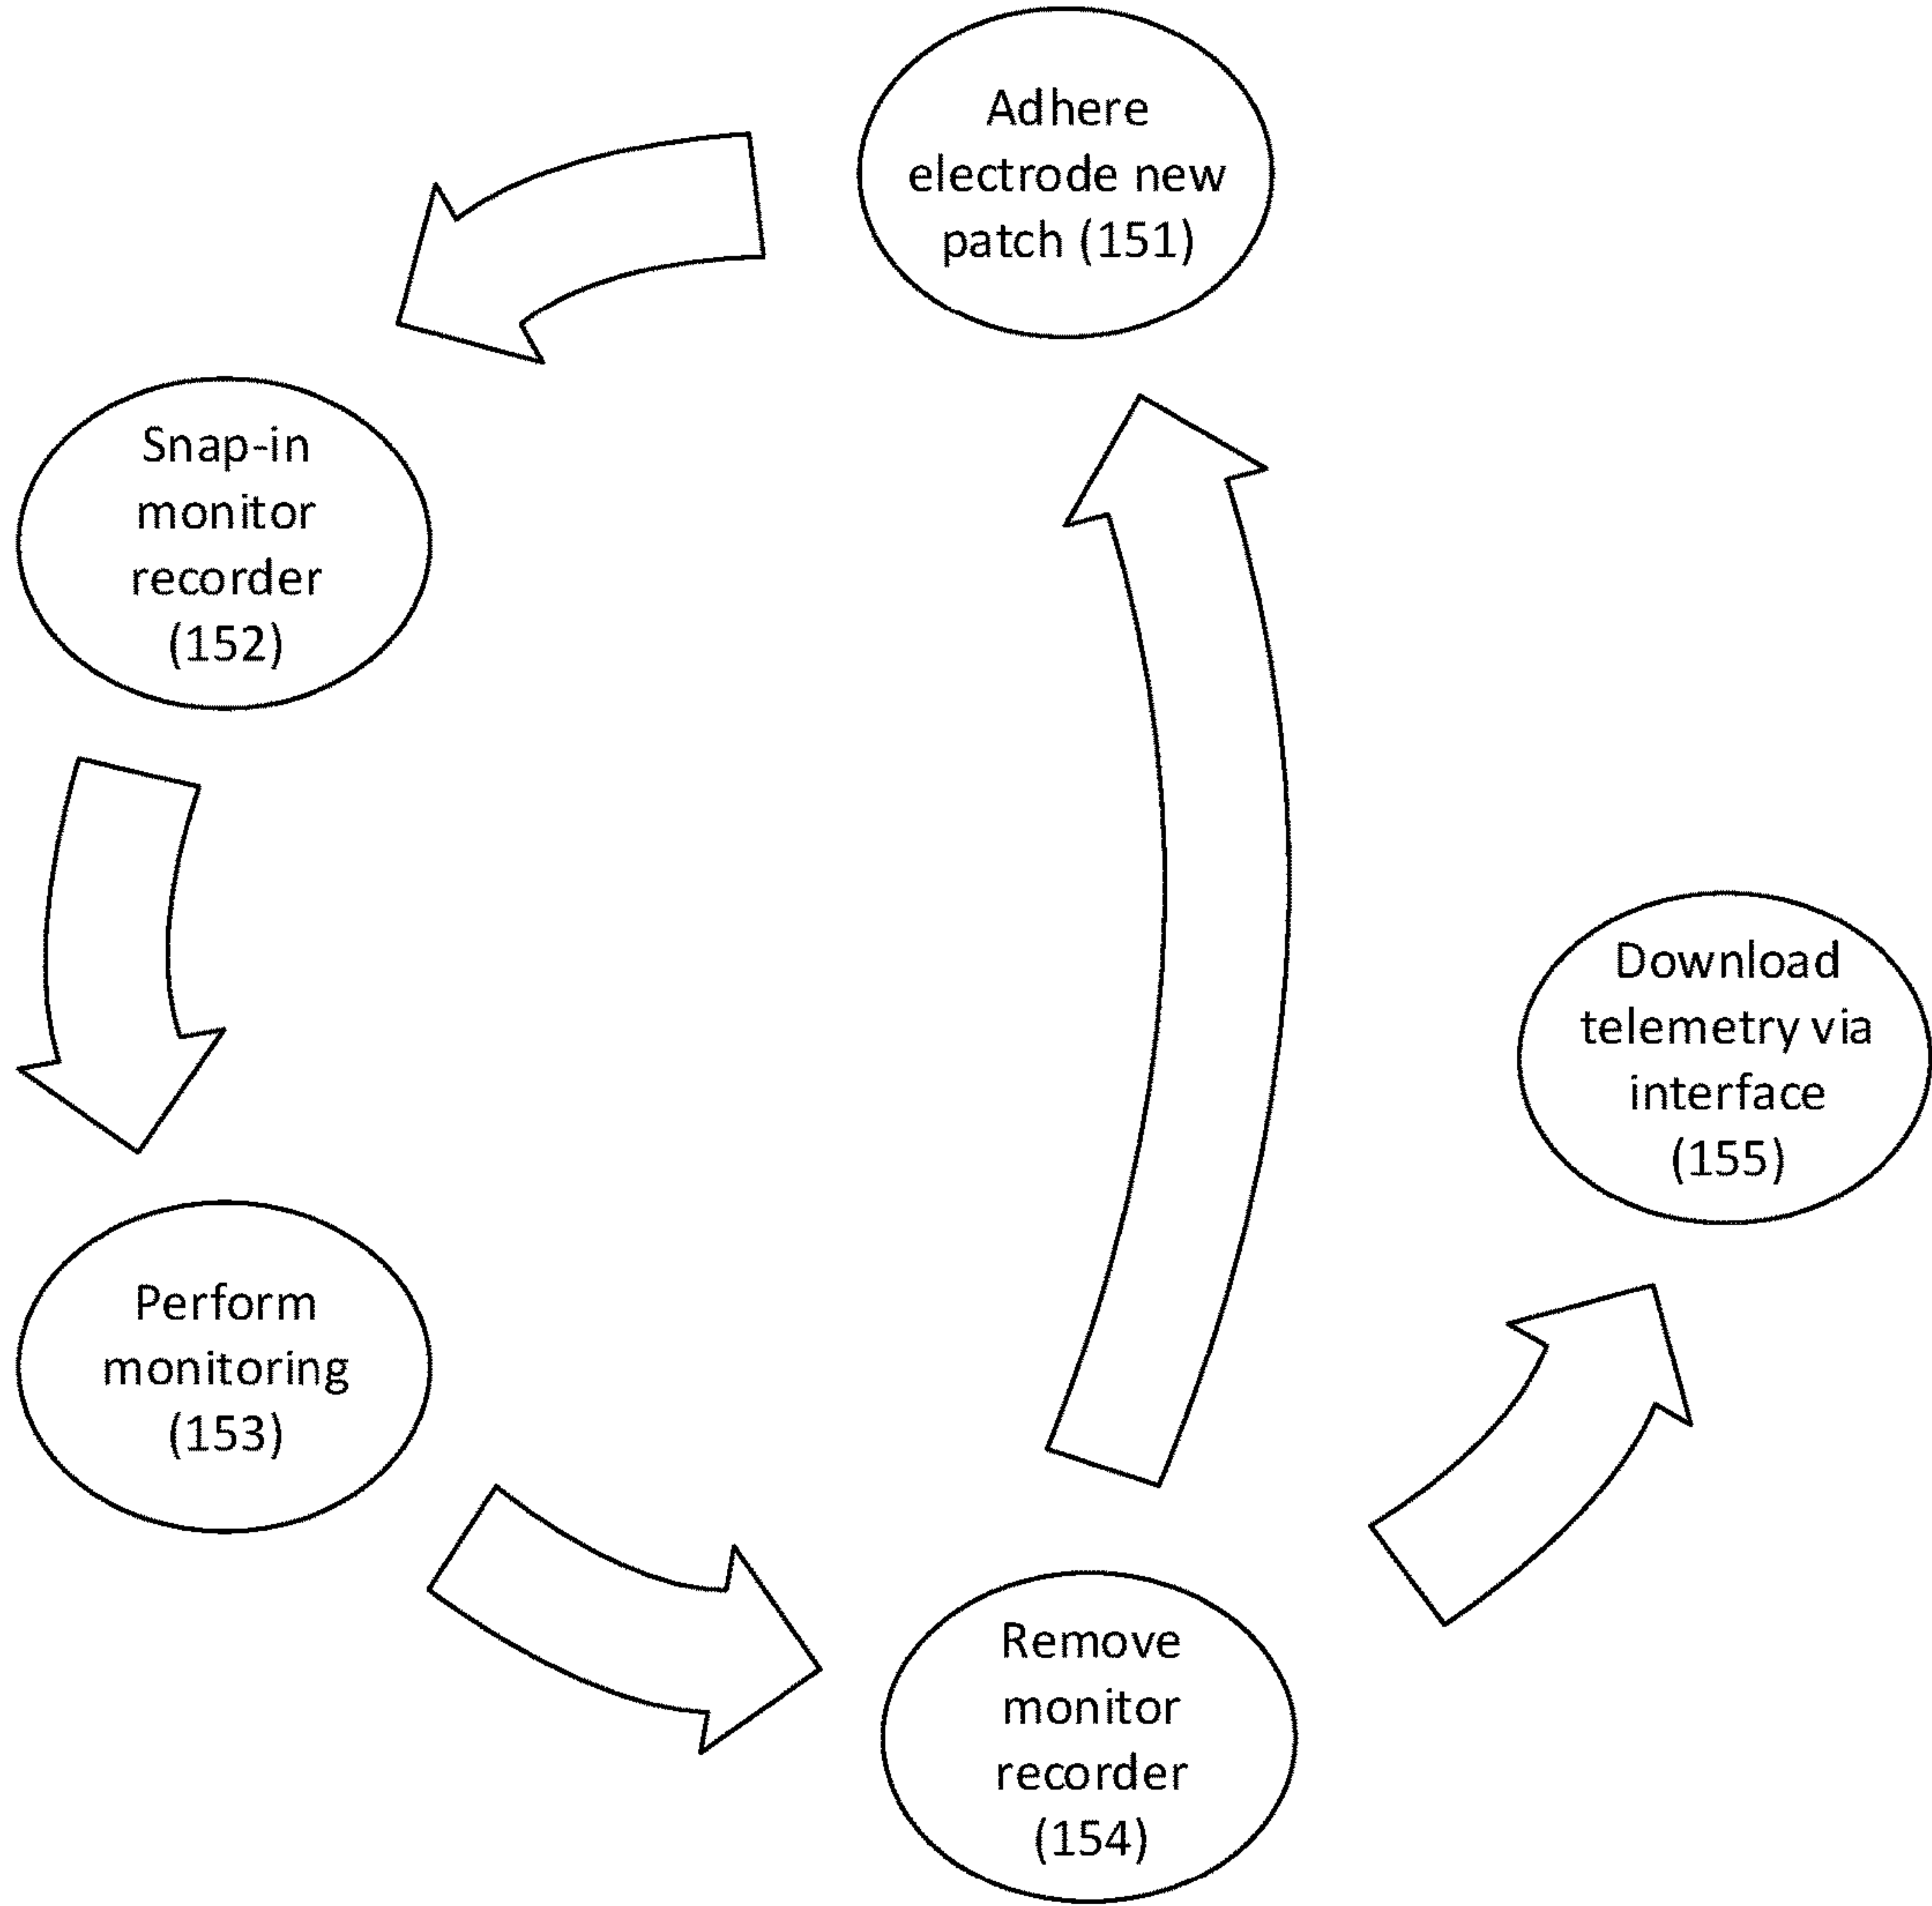 Adhere
electrode new
patch (151)
Snap-in
monitor
recorder
(152)
Perform
monitoring
(153)
Remove
monitor
recorder
(154)
Download
telemetry via
interface
(155)